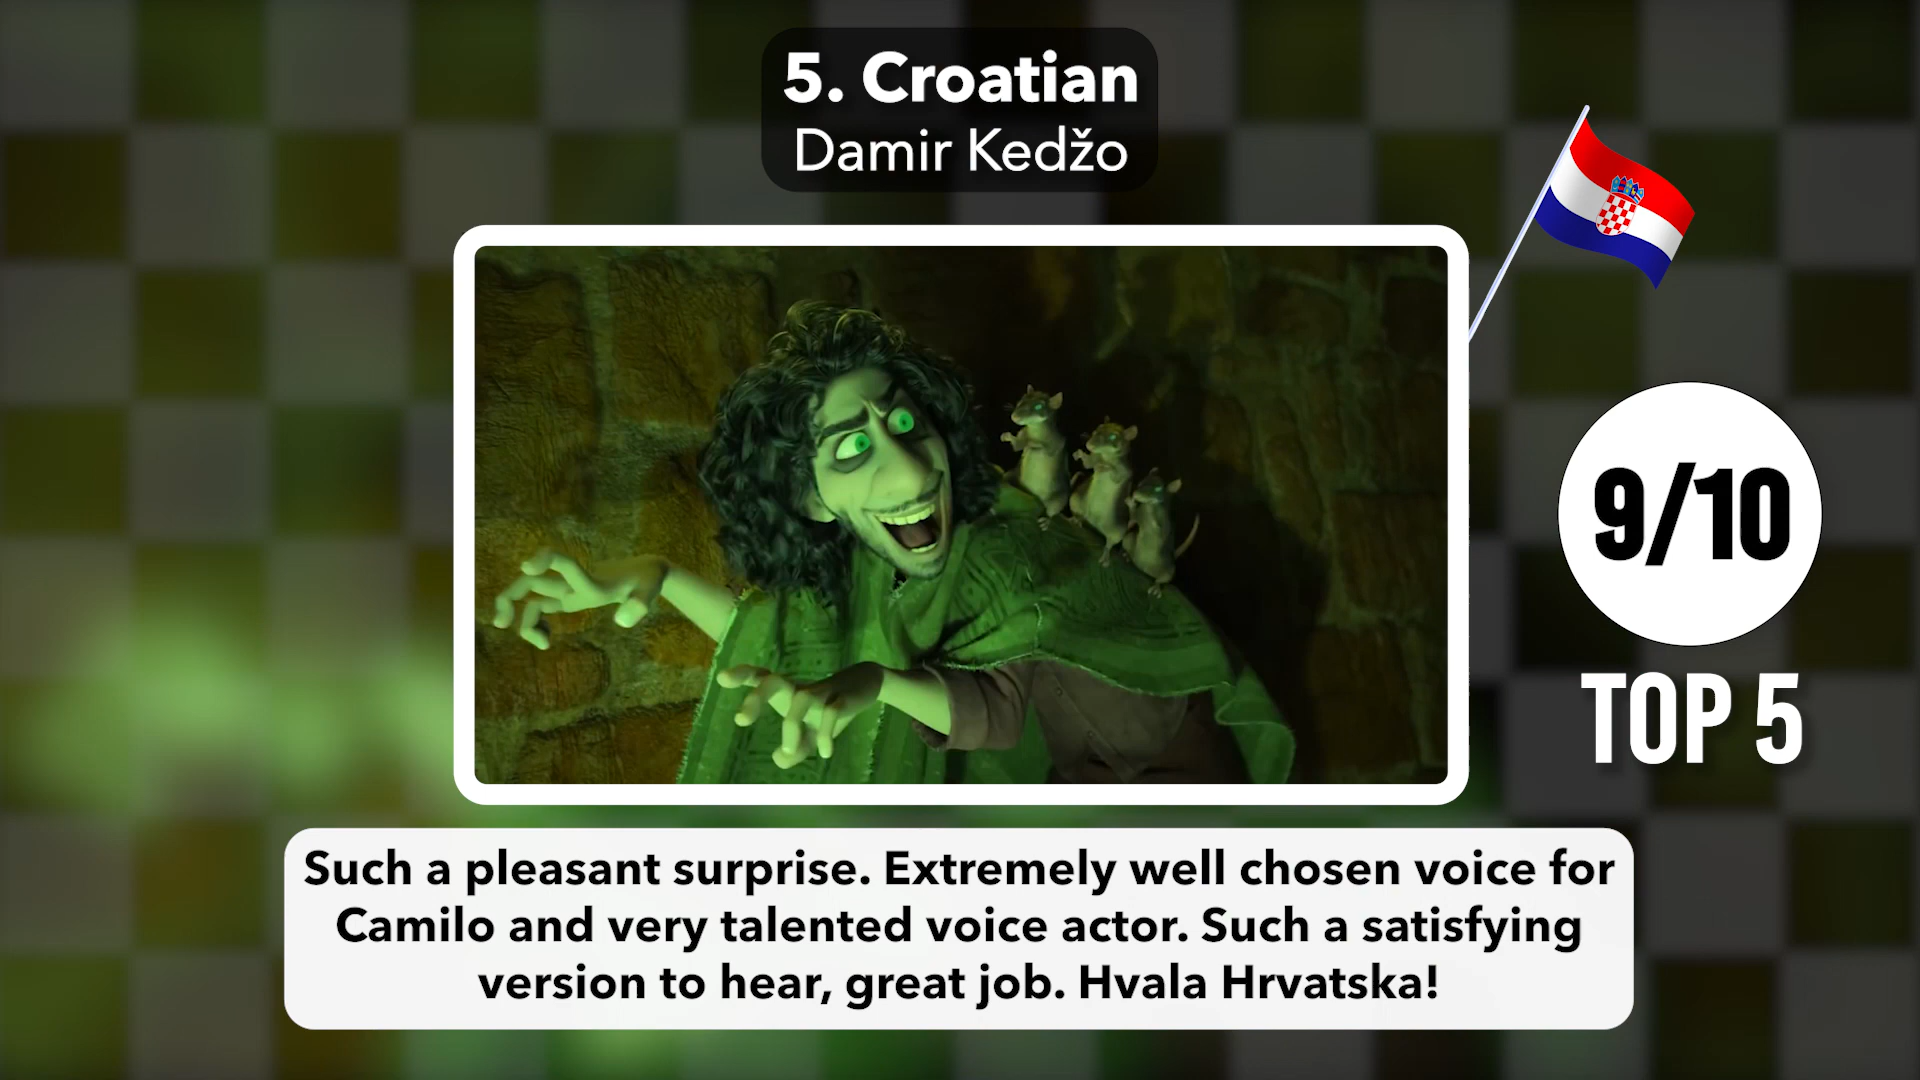 5. Croatian
Damir Kedžo
9/10
TOP 5
Such a pleasant surprise. Extremely well chosen voice for
Camilo and very talented voice actor. Such a satisfying
version to hear, great job. Hvala Hrvatska!